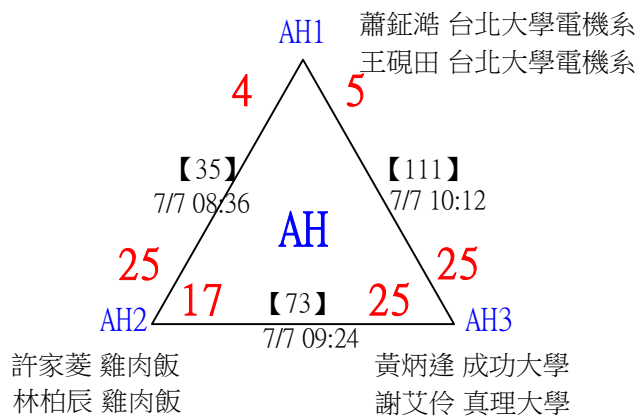 AH1
蕭鉦澔 台北大學電機系
王硯田 台北大學電機系
4
5
【35】
7/7 08:36
【111】
7/7 10:12
AH
25
25
17
【73】
25
AH2
7/7 09:24
AH3
許家菱 雞肉飯
林柏辰 雞肉飯
黃炳逢 成功大學
謝艾伶 真理大學